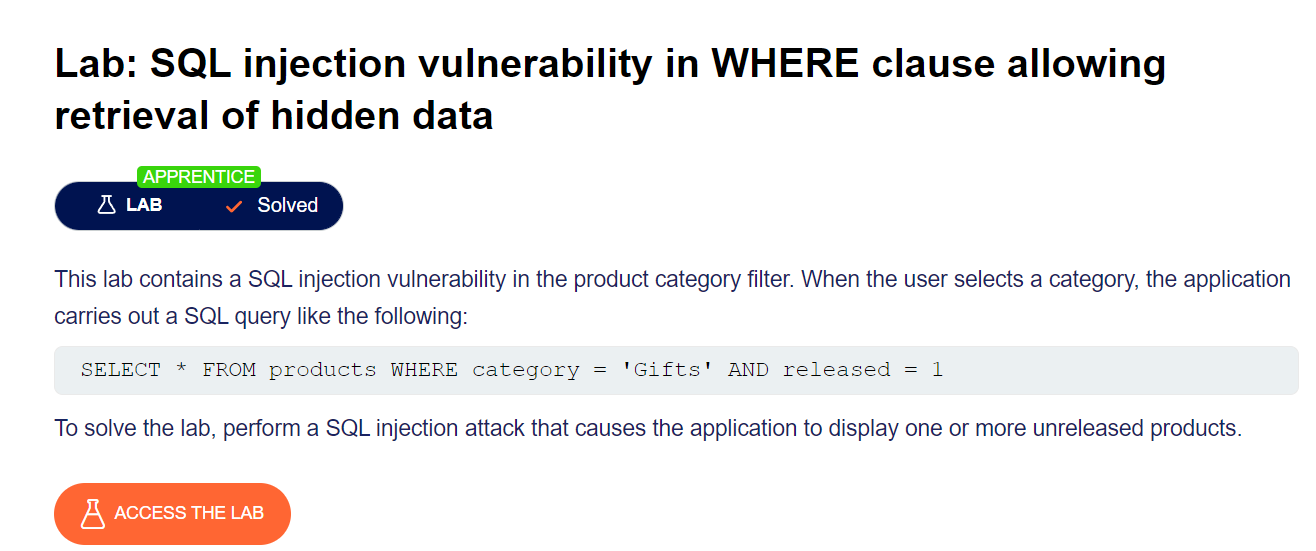 Lab: SQL injection vulnerability in WHERE clause allowing
retrieval of hidden data
APPRENTICE
LAB Solved
This lab contains a SQL injection vulnerability in the product category filter. When the user selects a category, the application
carries out a SQL query like the following:
SELECT * FROM products WHERE category = 'Gifts' AND released = 1
To solve the lab, perform a SQL injection attack that causes the application to display one or more unreleased products.
ACCESS THE LAB